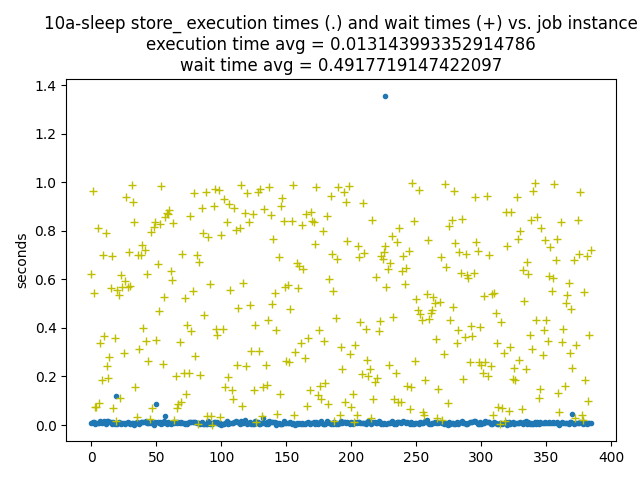 10a-sleep store_ execution times (.) and wait times (+) vs. job instance
execution time avg = 0.013143993352914786
wait time avg = 0.4917719147422097
1.4
1.2
1.0
0.8
0.6
0.4
0.2
0.0
seconds
0 50 100 150 200 250 300 350 400